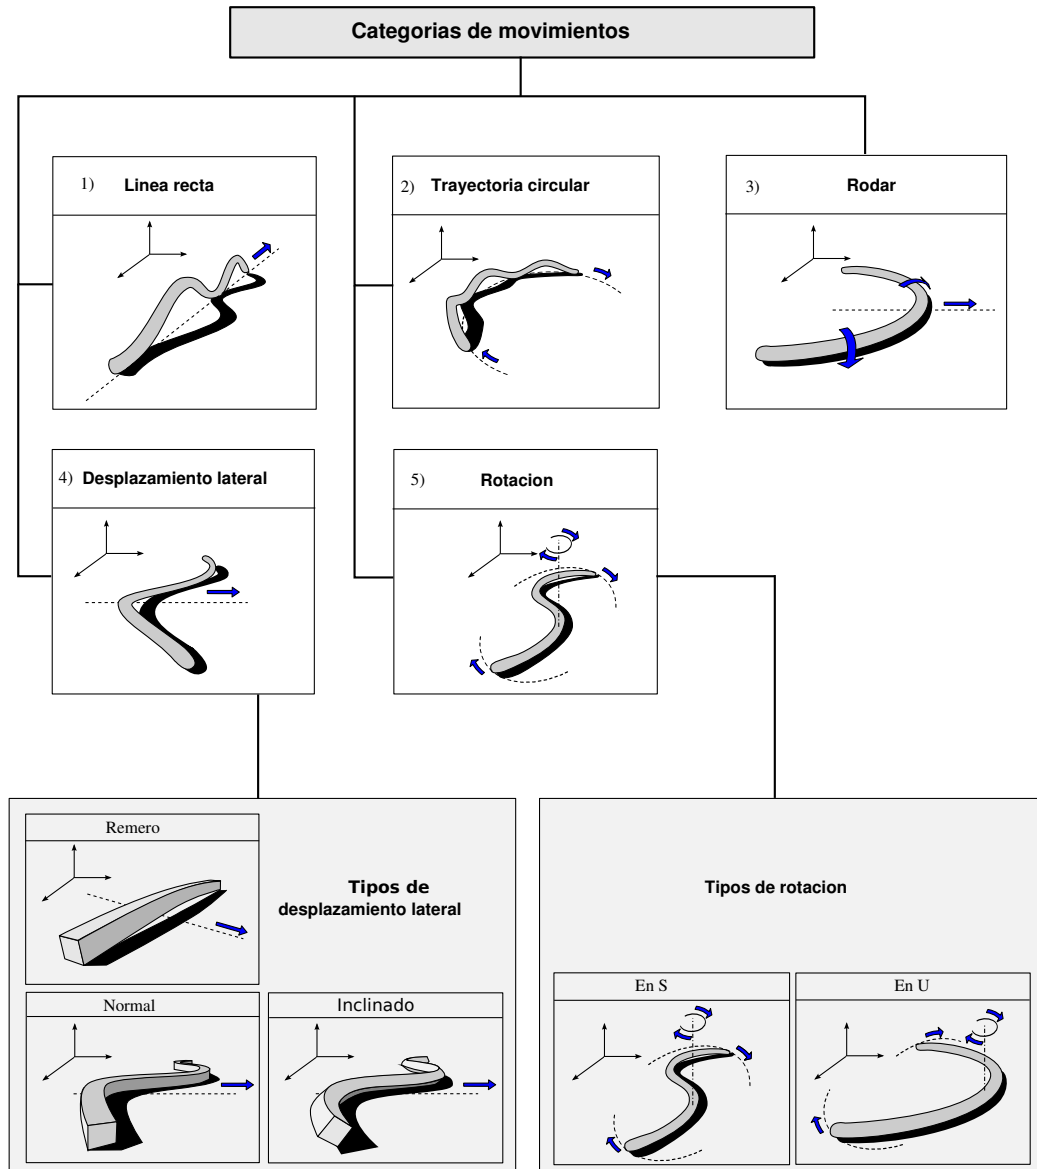 Categorias de movimientos
1) Linea recta
2) Trayectoria circular
3) Rodar
4) Desplazamiento lateral
5) Rotacion
Remero
Tipos de
desplazamiento lateral
Normal
Inclinado
Tipos de rotacion
En S
En U